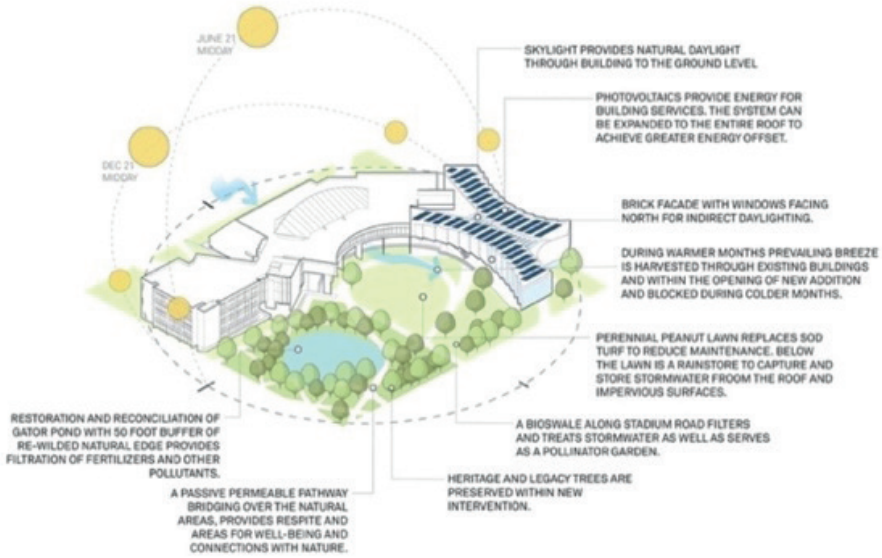 JUNE 21
MIDDAY
DEC 21
MIDDAY
SKYLIGHT PROVIDES NATURAL DAYLIGHT
THROUGH BUILDING TO THE GROUND LEVEL
PHOTOVOLTAICS PROVIDE ENERGY FOR
BUILDING SERVICES. THE SYSTEM CAN
BE EXPANDED TO THE ENTIRE ROOF TO
ACHIEVE GREATER ENERGY OFFSET.
BRICK FACADE WITH WINDOWS FACING
NORTH FOR INDIRECT DAYLIGHTING.
DURING WARMER MONTHS PREVAILING BREEZE
IS HARVESTED THROUGH EXISTING BUILDINGS
AND WITHIN THE OPENING OF NEW ADDITION
AND BLOCKED DURING COLDER MONTHS.
PERENNIAL PEANUT LAWN REPLACES SOD
TURF TO REDUCE MAINTENANCE. BELOW
THE LAWN IS A RAINSTORE TO CAPTURE AND
STORE STORMWATER FROOM THE ROOF AND
IMPERVIOUS SURFACES.
A BIOSWALE ALONG STADIUM ROAD FILTERS
AND TREATS STORMWATER AS WELL AS SERVES
AS A POLLINATOR GARDEN.
HERITAGE AND LEGACY TREES ARE
PRESERVED WITHIN NEW
INTERVENTION.
RESTORATION AND RECONCILIATION OF
GATOR POND WITH 50 FOOT BUFFER OF
RE-WILDED NATURAL EDGE PROVIDES
FILTRATION OF FERTILIZERS AND OTHER
POLLUTANTS.
A PASSIVE PERMEABLE PATHWAY
BRIDGING OVER THE NATURAL
AREAS, PROVIDES RESPITE AND
AREAS FOR WELL-BEING AND
CONNECTIONS WITH NATURE.